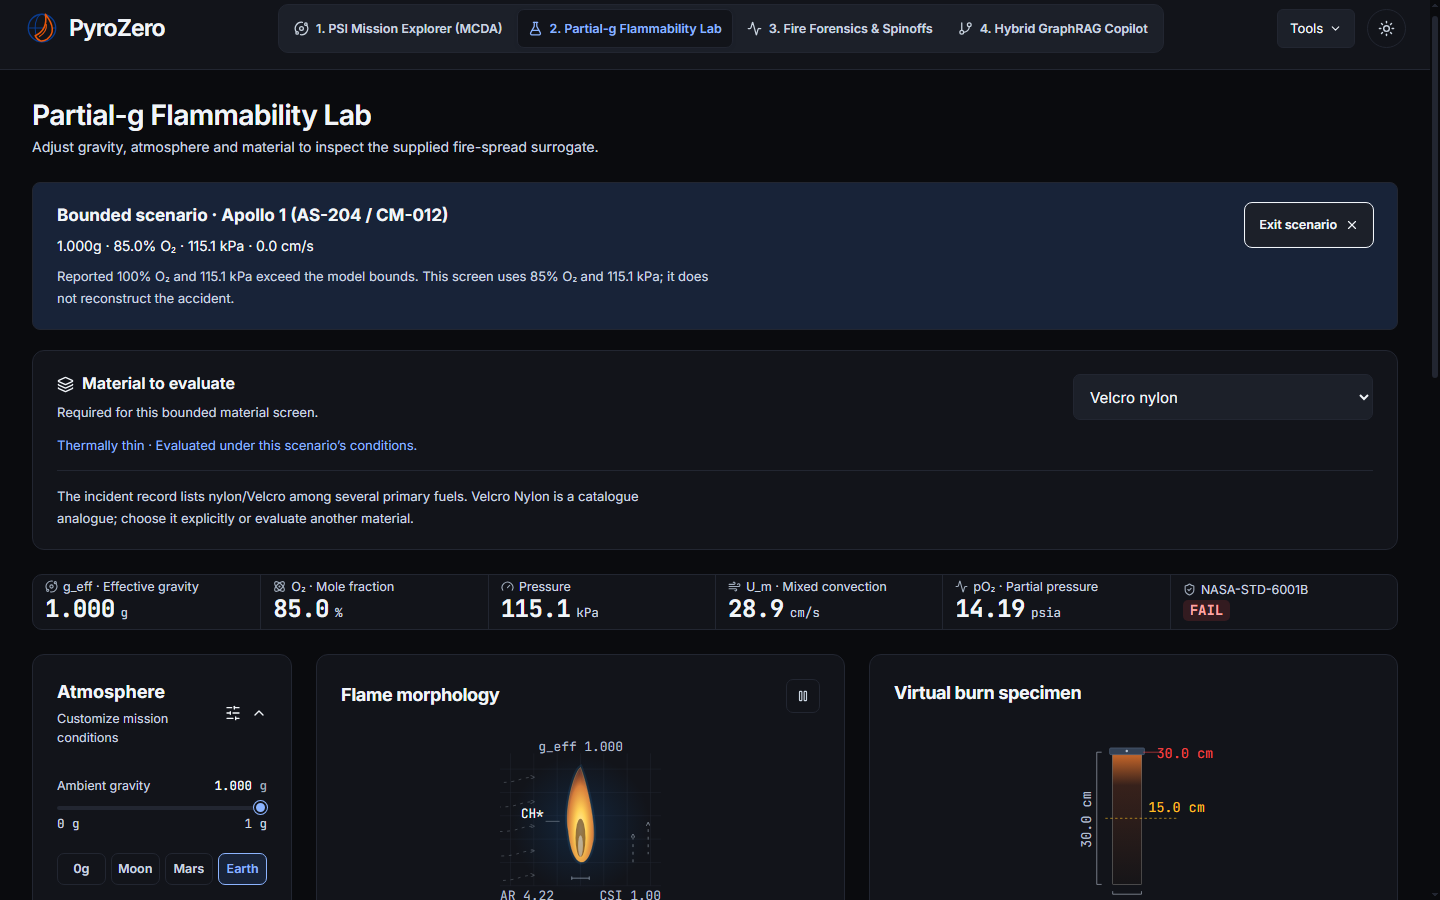 PyroZero
1. PSI Mission Explorer (MCDA)
2. Partial-g Flammability Lab
3. Fire Forensics & Spinoffs
4. Hybrid GraphRAG Copilot
Tools
Partial-g Flammability Lab
Adjust gravity, atmosphere and material to inspect the supplied fire-spread surrogate.
Bounded scenario · Apollo 1 (AS-204 / CM-012)
1.000g · 85.0% O₂ · 115.1 kPa · 0.0 cm/s
Reported 100% O₂ and 115.1 kPa exceed the model bounds. This screen uses 85% O₂ and 115.1 kPa; it does
not reconstruct the accident.
Exit scenario ×
Material to evaluate
Required for this bounded material screen.
Thermally thin · Evaluated under this scenario’s conditions.
Velcro nylon
The incident record lists nylon/Velcro among several primary fuels. Velcro Nylon is a catalogue
analogue; choose it explicitly or evaluate another material.
g_eff · Effective gravity
1.000 g
O₂ · Mole fraction
85.0 %
Pressure
115.1 kPa
U_m · Mixed convection
28.9 cm/s
pO₂ · Partial pressure
14.19 psia
NASA-STD-6001B
FAIL
Atmosphere
Customize mission
conditions
Ambient gravity 1.000 g
0 g 1 g
0g Moon Mars Earth
Flame morphology
g_eff 1.000
CH*
AR 4.22 CSI 1.00
Virtual burn specimen
30.0 cm
15.0 cm
30.0 cm